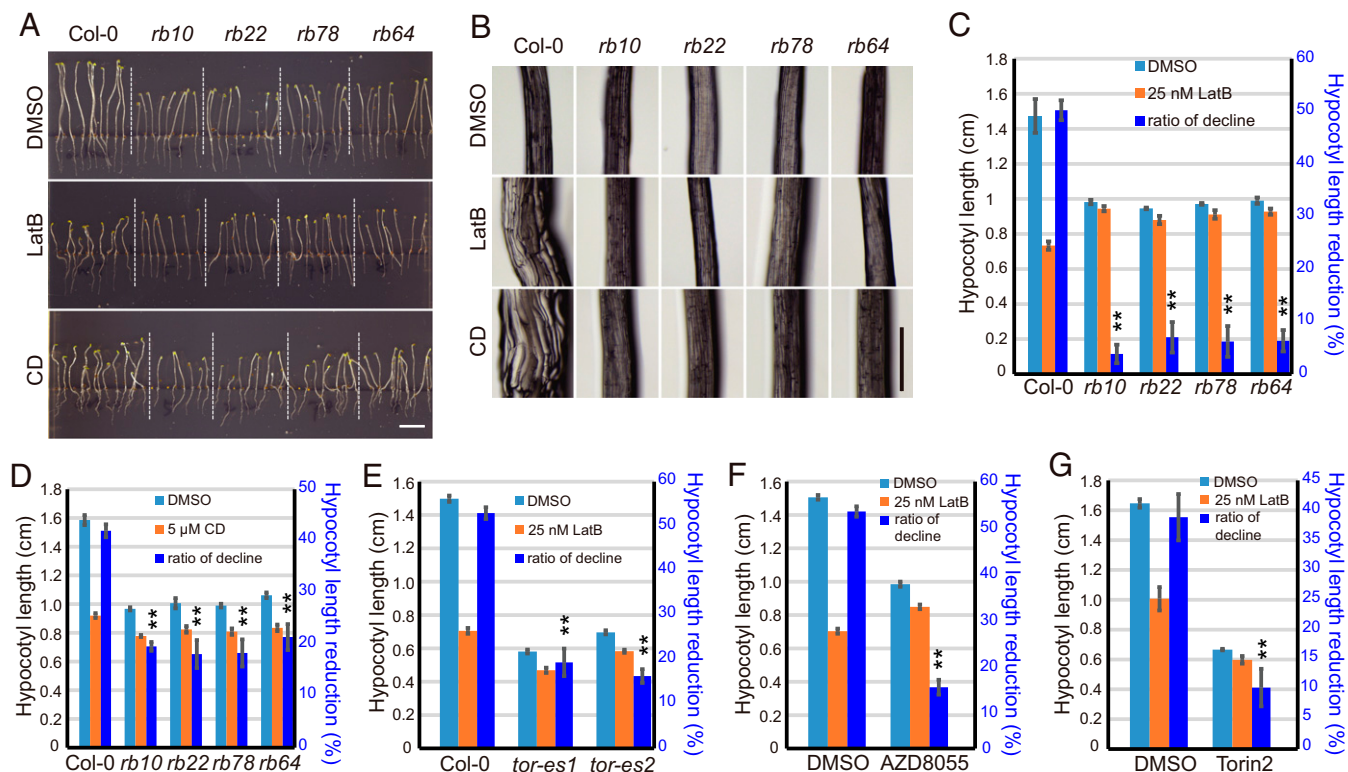 A
Col-0 rb10 rb22 rb78 rb64
DMSO
LatB
CD
B
Col-0 rb10 rb22 rb78 rb64
DMSO
LatB
CD
C
Hypocotyl length (cm)
1.8
1.6
1.4
1.2
1
0.8
0.6
0.4
0.2
0
DMSO
25 nM LatB
ratio of decline
**
**
**
**
60
50
40
30
20
10
0
Hypocotyl length reduction (%)
Col-0 rb10 rb22 rb78 rb64
D
Hypocotyl length (cm)
1.8
1.6
1.4
1.2
1.0
0.8
0.6
0.4
0.2
0
DMSO
5 µM CD
ratio of decline
**
**
**
**
50
40
30
20
10
0
Hypocotyl length reduction (%)
Col-0 rb10 rb22 rb78 rb64
E
Hypocotyl length (cm)
1.6
1.4
1.2
1.0
0.8
0.6
0.4
0.2
0
DMSO
25 nM LatB
ratio of decline
**
**
60
50
40
30
20
10
0
Hypocotyl length reduction (%)
Col-0 tor-es1 tor-es2
F
Hypocotyl length (cm)
1.6
1.4
1.2
1.0
0.8
0.6
0.4
0.2
0
DMSO
25 nM LatB
ratio of
decline
**
60
50
40
30
20
10
0
Hypocotyl length reduction (%)
DMSO AZD8055
G
Hypocotyl length (cm)
1.8
1.6
1.4
1.2
1.0
0.8
0.6
0.4
0.2
0
DMSO
25 nM LatB
ratio of
decline
**
45
40
35
30
25
20
15
10
5
0
Hypocotyl length reduction (%)
DMSO Torin2